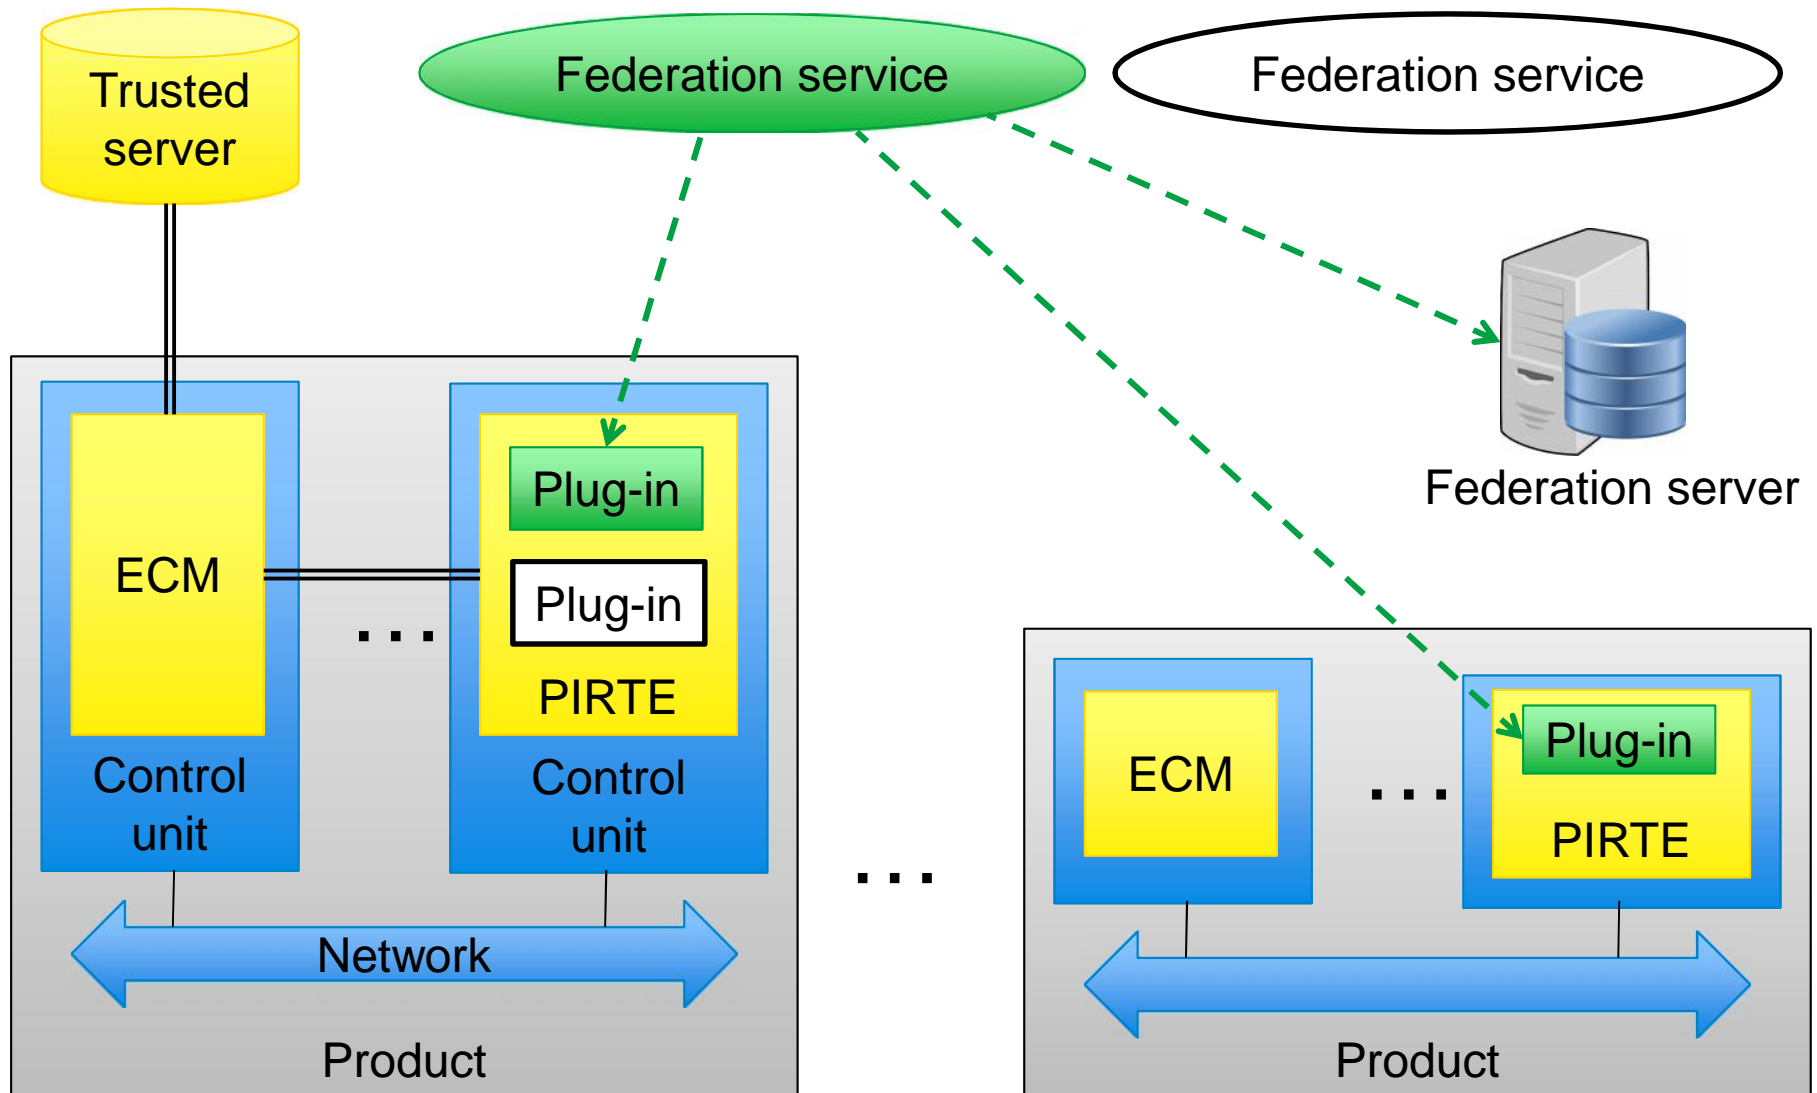 Trusted
server
Federation service
Federation service
Federation server
ECM
Plug-in
Plug-in
PIRTE
Control
unit
Control
unit
...
Network
Product
...
ECM
...
Plug-in
PIRTE
Product